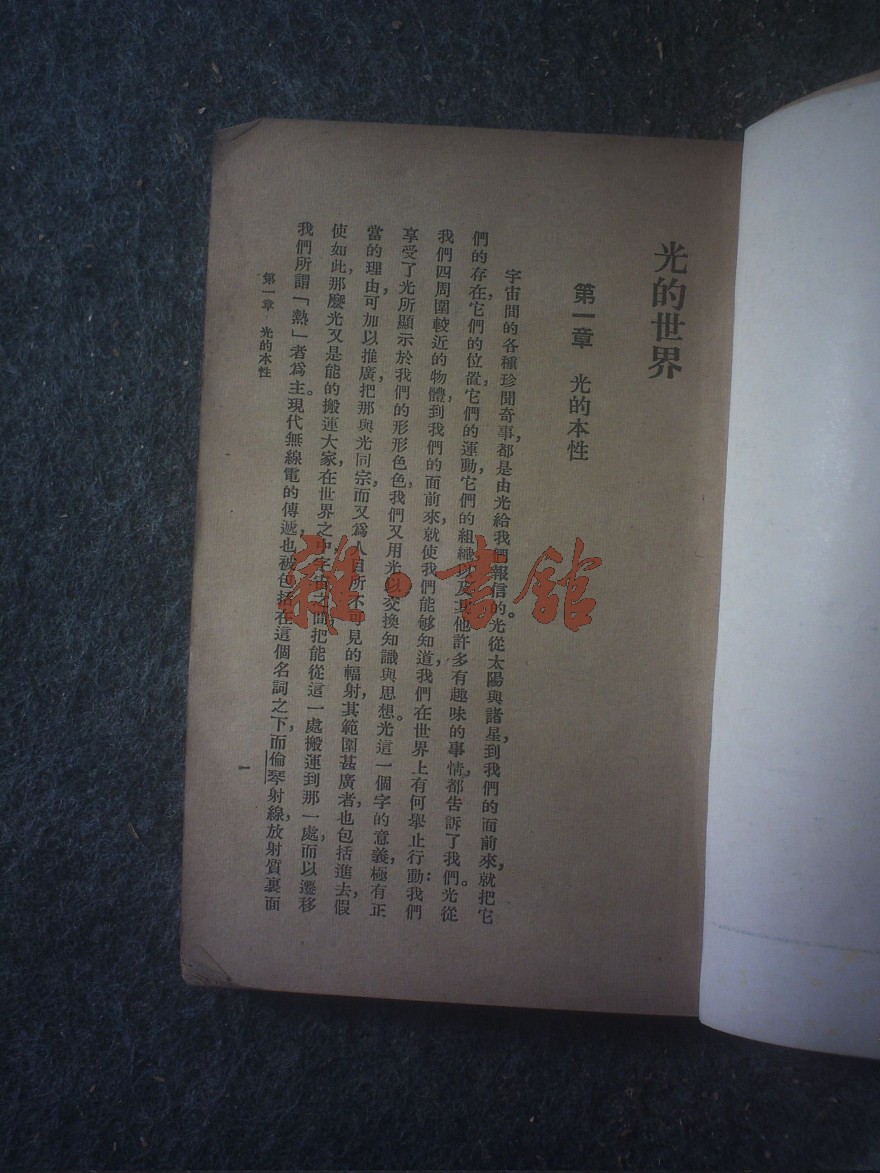 光的世界
第一章 光的本性
宇宙間的各種珍聞奇事,都是由光給我們報信的。光從太陽與諸星,到我們的面前來,就把它
們的存在,它們的位置,它們的運動,它們的組織,以及其他許多有趣味的事情,都告訴了我們。光從
我們四周圍較近的物體,到我們的面前來,就使我們能够知道我們在世界上有何舉止行動:我們
享受了光所顯示於我們的形形色色,我們又用光以交換知識與思想。光這一個字的意義,極有正
當的理由,可加以推廣,把那與光同宗,而又爲人目所不可見的輻射,其範圍甚廣者,也包括進去,假
使如此,那麽光又是能的搬運大家,在世界之中,宇宙之間,把能從這一處搬運到那一處,而以遷移
我們所謂「熱」者爲主。現代無線電的傳遞,也被包括在這個名詞之下,而倫琴射線,放射質裏面
第一章 光的本性
一
雜·書館